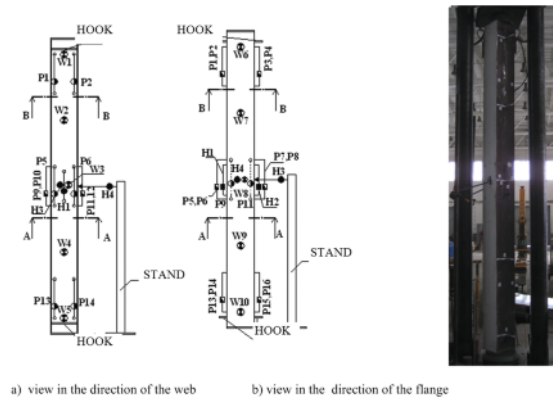 HOOK
HOOK
W1
P1
P2
B
B
W2
P5
P6
W3
P9,P10
P11,12
H3
H1
H4
A
A
W4
STAND
P13
P14
W5
HOOK
W6
P1,P2
P3,P4
B
B
W7
H1
H4
P7,P8
H3
P5,P6
P9
W8
P11
H2
A
A
W9
STAND
P13,P14
P15,P16
W10
HOOK
a) view in the direction of the web
b) view in the direction of the flange